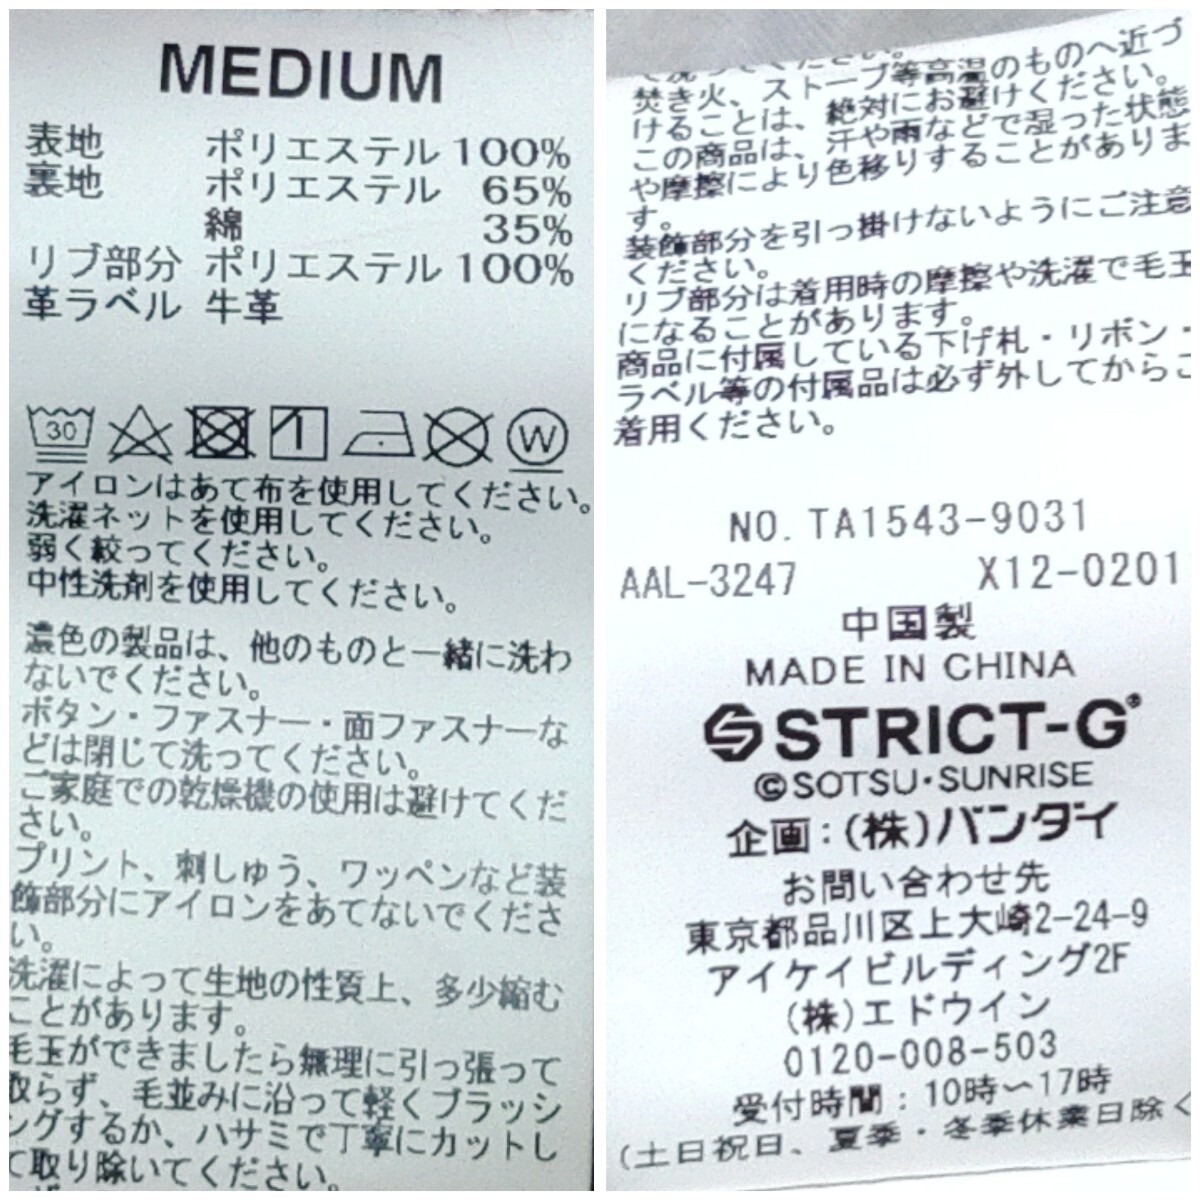 MEDIUM
表地 ポリエステル 100%
裏地 ポリエステル 65%
綿 35%
リブ部分 ポリエステル 100%
革ラベル 牛革
30
W
アイロンはあて布を使用してください。
洗濯ネットを使用してください。
弱く絞ってください。
中性洗剤を使用してください。
濃色の製品は、他のものと一緒に洗わ
ないでください。
ボタン・ファスナー・面ファスナーな
どは閉じて洗ってください。
ご家庭での乾燥機の使用は避けてくだ
さい。
プリント、刺しゅう、ワッペンなど装
飾部分にアイロンをあてないでくださ
い。
洗濯によって生地の性質上、多少縮む
ことがあります。
毛玉ができましたら無理に引っ張って
取らず、毛並みに沿って軽くブラッシ
ングするか、ハサミで丁寧にカットし
て取り除いてください。
て洗ってください。
焚き火、ストーブ等高温のものへ近づ
けることは、絶対にお避けください。
この商品は、汗や雨などで湿った状態
や摩擦により色移りすることがありま
す。
装飾部分を引っ掛けないようにご注意
ください。
リブ部分は着用時の摩擦や洗濯で毛玉
になることがあります。
商品に付属している下げ札・リボン・
ラベル等の付属品は必ず外してからご
着用ください。
NO. TA1543-9031
AAL-3247 X12-0201
中国製
MADE IN CHINA
STRICT-G®
©SOTSU・SUNRISE
企画：(株)バンダイ
お問い合わせ先
東京都品川区上大崎2-24-9
アイケイビルディング2F
(株)エドウイン
0120-008-503
受付時間：10時〜17時
(土日祝日、夏季・冬季休業日除く